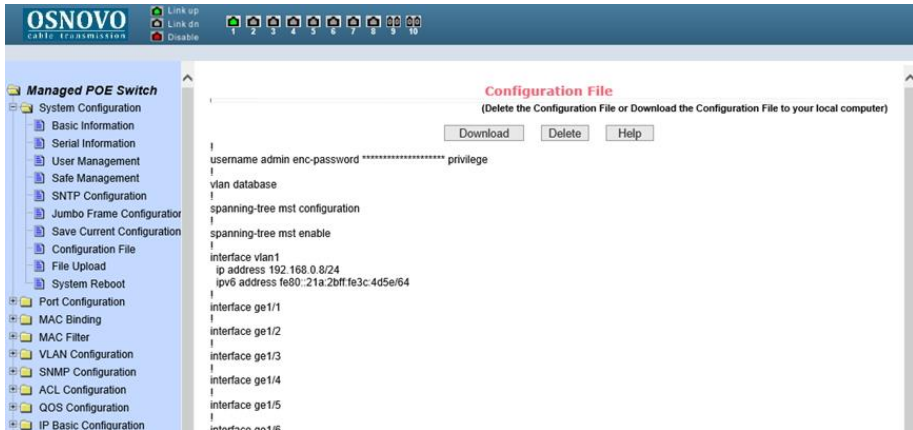 OSNOVO
cable transmission
Link up
Link dn
Disable
1 2 3 4 5 6 7 8 9 10
Managed POE Switch
System Configuration
Basic Information
Serial Information
User Management
Safe Management
SNTP Configuration
Jumbo Frame Configuration
Save Current Configuration
Configuration File
File Upload
System Reboot
Port Configuration
MAC Binding
MAC Filter
VLAN Configuration
SNMP Configuration
ACL Configuration
QOS Configuration
IP Basic Configuration
Configuration File
(Delete the Configuration File or Download the Configuration File to your local computer)
Download Delete Help
!
username admin enc-password ******************** privilege
!
vlan database
!
spanning-tree mst configuration
!
spanning-tree mst enable
!
interface vlan1
ip address 192.168.0.8/24
ipv6 address fe80::21a:2bff:fe3c:4d5e/64
!
interface ge1/1
!
interface ge1/2
!
interface ge1/3
!
interface ge1/4
!
interface ge1/5
!
interface ge1/6